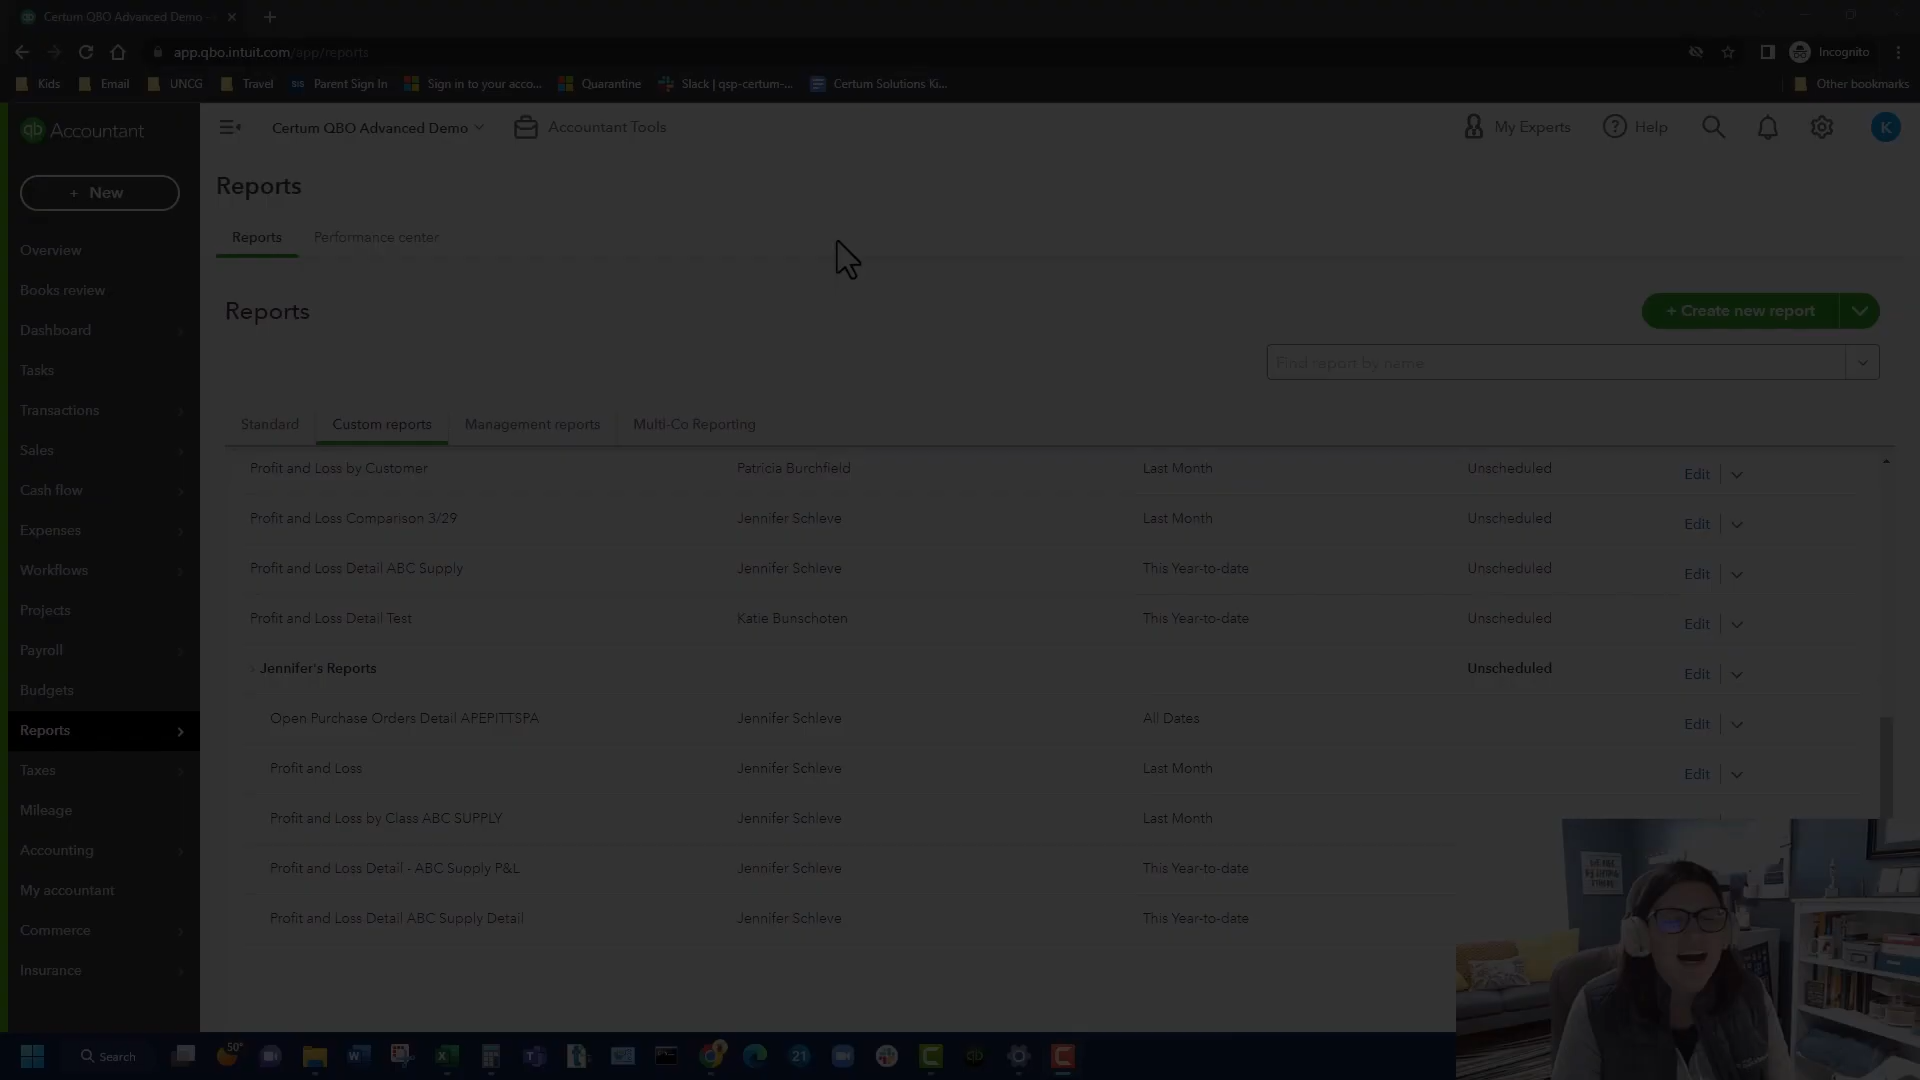 Certum QBO Advanced Demo
app.qbo.intuit.com/app/reports
Incognito
Kids
Email
UNCG
Travel
SIS
Parent Sign In
Sign in to your acco...
Quarantine
Slack | qsp-certum-...
Certum Solutions Ki...
Other bookmarks
qb Accountant
Certum QBO Advanced Demo
Accountant Tools
My Experts
Help
K
+ New
Reports
Reports
Performance center
Overview
Books review
Dashboard
Tasks
Transactions
Sales
Cash flow
Expenses
Workflows
Projects
Payroll
Budgets
Reports
Taxes
Mileage
Accounting
My accountant
Commerce
Insurance
Reports
+ Create new report
Find report by name
Standard
Custom reports
Management reports
Multi-Co Reporting
Profit and Loss by Customer Patricia Burchfield Last Month Unscheduled Edit
Profit and Loss Comparison 3/29 Jennifer Schleve Last Month Unscheduled Edit
Profit and Loss Detail ABC Supply Jennifer Schleve This Year-to-date Unscheduled Edit
Profit and Loss Detail Test Katie Bunschoten This Year-to-date Unscheduled Edit
Jennifer's Reports Unscheduled Edit
Open Purchase Orders Detail APEPITTSPA Jennifer Schleve All Dates Edit
Profit and Loss Jennifer Schleve Last Month Edit
Profit and Loss by Class ABC SUPPLY Jennifer Schleve Last Month
Profit and Loss Detail - ABC Supply P&L Jennifer Schleve This Year-to-date
Profit and Loss Detail ABC Supply Detail Jennifer Schleve This Year-to-date
50°
Search
21